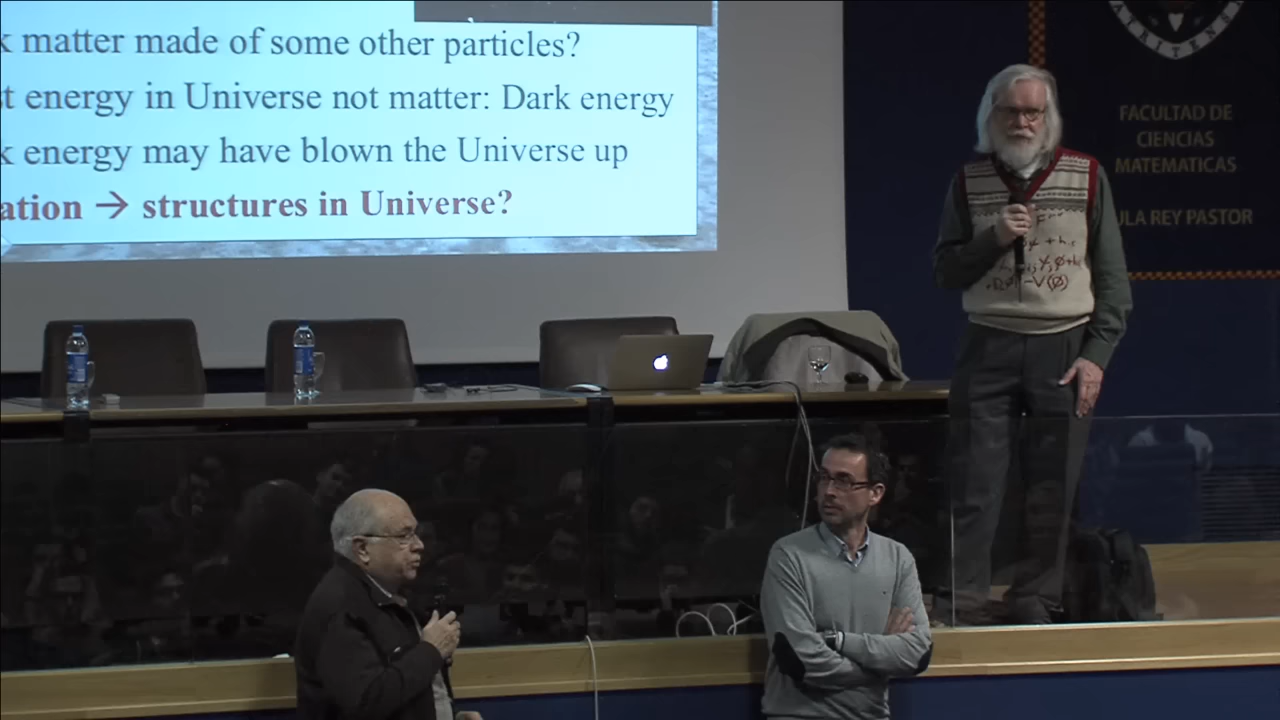 k matter made of some other particles?
t energy in Universe not matter: Dark energy
k energy may have blown the Universe up
ation → structures in Universe?
FACULTAD DE
CIENCIAS
MATEMATICAS
ULA REY PASTOR